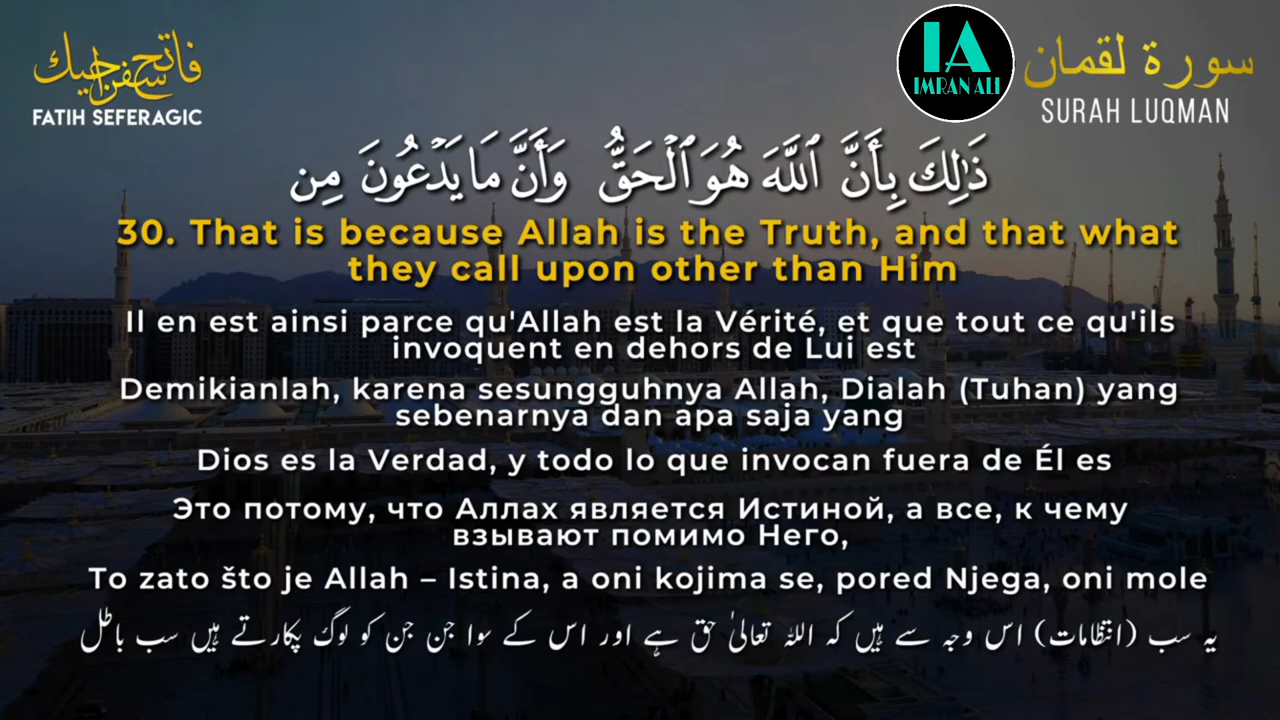 فاتح سفراجيك
FATIH SEFERAGIC
IA
IMRAN ALI
سورة لقمان
SURAH LUQMAN
ذَٰلِكَ بِأَنَّ ٱللَّهَ هُوَ ٱلْحَقُّ وَأَنَّ مَا يَدْعُونَ مِن
30. That is because Allah is the Truth, and that what
they call upon other than Him
Il en est ainsi parce qu'Allah est la Vérité, et que tout ce qu'ils
invoquent en dehors de Lui est
Demikianlah, karena sesungguhnya Allah, Dialah (Tuhan) yang
sebenarnya dan apa saja yang
Dios es la Verdad, y todo lo que invocan fuera de Él es
Это потому, что Аллах является Истиной, а все, к чему
взывают помимо Него,
To zato što je Allah – Istina, a oni kojima se, pored Njega, oni mole
یہ سب (انتظامات) اس وجہ سے ہیں کہ اللہ تعالیٰ حق ہے اور اس کے سوا جن جن کو لوگ پکارتے ہیں سب باطل